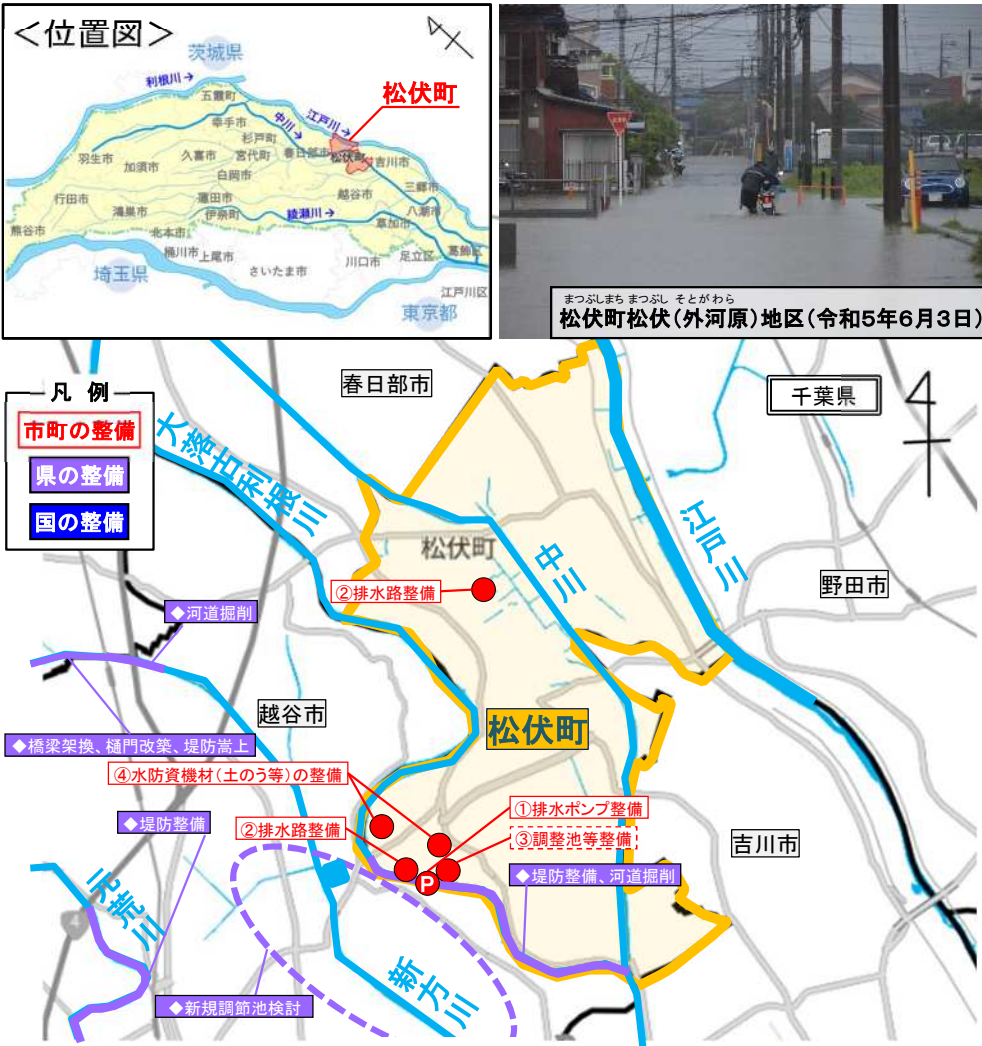 <位置図>
茨城県
利根川→
五霞町
松伏町
江戸川→
中川→
幸手市
杉戸町
羽生市
加須市
久喜市
宮代町
春日部市
松伏町
吉川市
白岡市
行田市
蓮田市
越谷市
三郷市
鴻巣市
伊奈町
綾瀬川→
八潮市
草加市
熊谷市
北本市
桶川市
上尾市
さいたま市
川口市
足立区
葛飾区
埼玉県
江戸川区
東京都
まつぶしまち まつぶし そとがわら
松伏町松伏(外河原)地区(令和5年6月3日)
凡 例
市町の整備
県の整備
国の整備
春日部市
千葉県
大落古利根川
松伏町
中川
江戸川
②排水路整備
野田市
◆河道掘削
越谷市
松伏町
◆橋梁架換、樋門改築、堤防嵩上
④水防資機材(土のう等)の整備
①排水ポンプ整備
◆堤防整備
②排水路整備
③調整池等整備
吉川市
P
◆堤防整備、河道掘削
元荒川
4
新方川
◆新規調節池検討